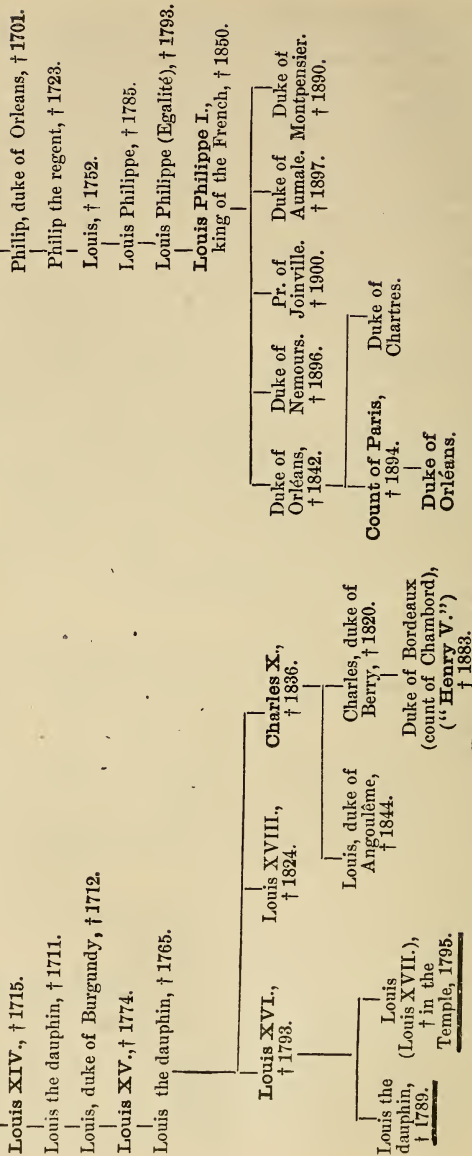 Louis XIV., † 1715.
Louis the dauphin, † 1711.
Louis, duke of Burgundy, † 1712.
Louis XV., † 1774.
Louis the dauphin, † 1765.
Louis XVI.,
† 1793.
Louis XVIII.,
† 1824.
Charles X.,
† 1836.
Louis the
dauphin,
† 1789.
Louis
(Louis XVII.),
† in the
Temple, 1795.
Louis, duke of
Angoulême,
† 1844.
Charles, duke of
Berry, † 1820.
Duke of Bordeaux
(count of Chambord),
("Henry V.")
† 1883.
Philip, duke of Orleans, † 1701.
Philip the regent, † 1723.
Louis, † 1752.
Louis Philippe, † 1785.
Louis Philippe (Egalité), † 1793.
Louis Philippe I.,
king of the French, † 1850.
Duke of
Orléans,
† 1842.
Duke of
Nemours.
† 1896.
Pr. of
Joinville.
† 1900.
Duke of
Aumale.
† 1897.
Duke of
Montpensier.
† 1890.
Count of Paris,
† 1894.
Duke of
Chartres.
Duke of
Orléans.